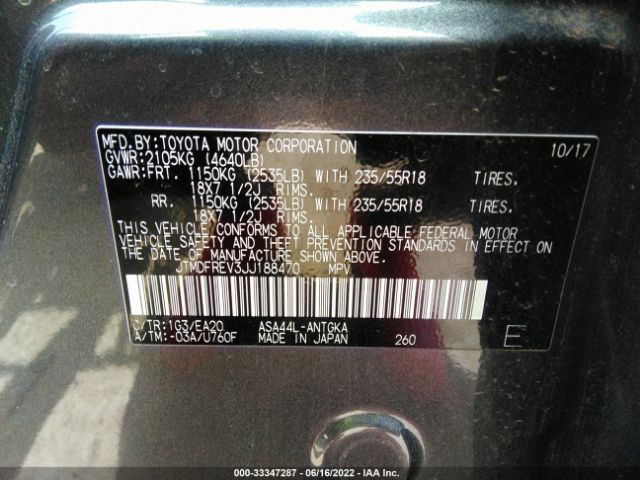 MFD.BY:TOYOTA MOTOR CORPORATION 10/17
GVWR:2105KG (4640LB)
GAWR:FRT. 1150KG (2535LB) WITH 235/55R18 TIRES.
18X7 1/2J RIMS.
RR. 1150KG (2535LB) WITH 235/55R18 TIRES.
18X7 1/2J RIMS.
THIS VEHICLE CONFORMS TO ALL APPLICABLE FEDERAL MOTOR
VEHICLE SAFETY AND THEFT PREVENTION STANDARDS IN EFFECT ON
THE DATE OF MANUFACTURE SHOWN ABOVE.
JTMDFREV3JJ188470 MPV
C/TR:1G3/EA20 ASA44L-ANTGKA
A/TM:-03A/U760F MADE IN JAPAN 260 E
000-33347287 - 06/16/2022 - IAA Inc.